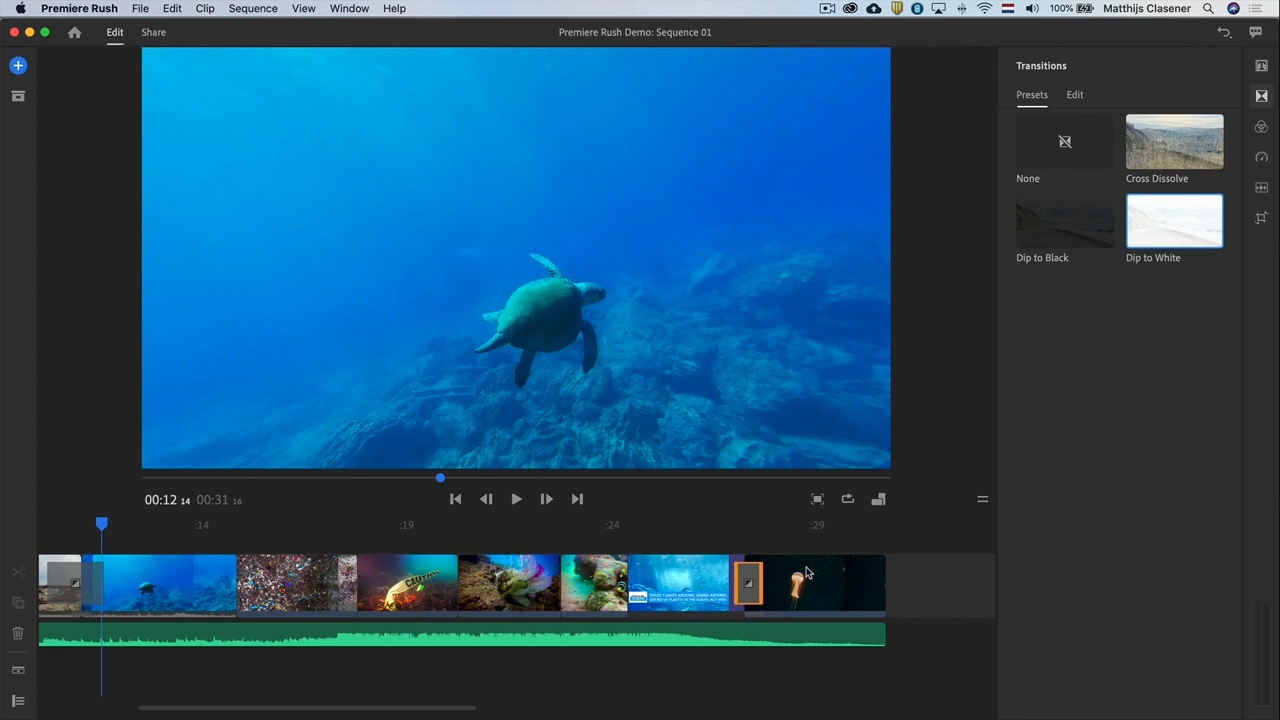 Premiere Rush File Edit Clip Sequence View Window Help 100% Matthijs Clasener
Edit Share Premiere Rush Demo: Sequence 01
Transitions
Presets Edit
None Cross Dissolve
Dip to Black Dip to White
00:12 14 00:31 16
:14 :19 :24 :29
CAUTION